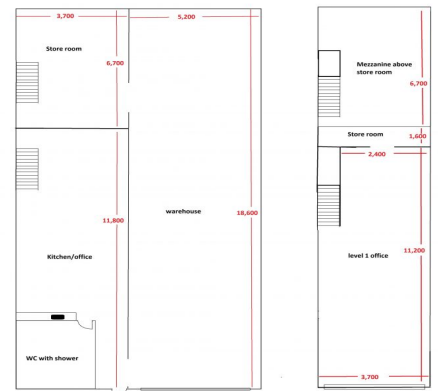 3,700
5,200
Store room
6,700
Mezzanine above
store room
6,700
Store room
1,600
2,400
warehouse
11,800
18,600
Kitchen/office
level 1 office
11,200
WC with shower
3,700